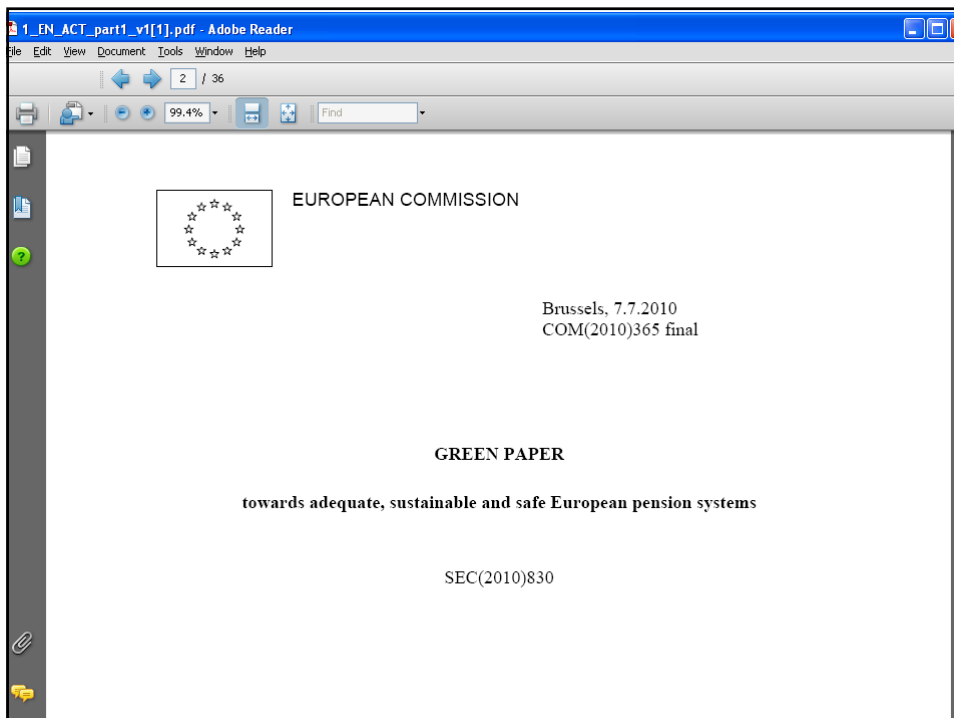 1_EN_ACT_part1_v1[1].pdf - Adobe Reader
File Edit View Document Tools Window Help
2 / 36
99.4% Find
EUROPEAN COMMISSION
Brussels, 7.7.2010
COM(2010)365 final
GREEN PAPER
towards adequate, sustainable and safe European pension systems
SEC(2010)830